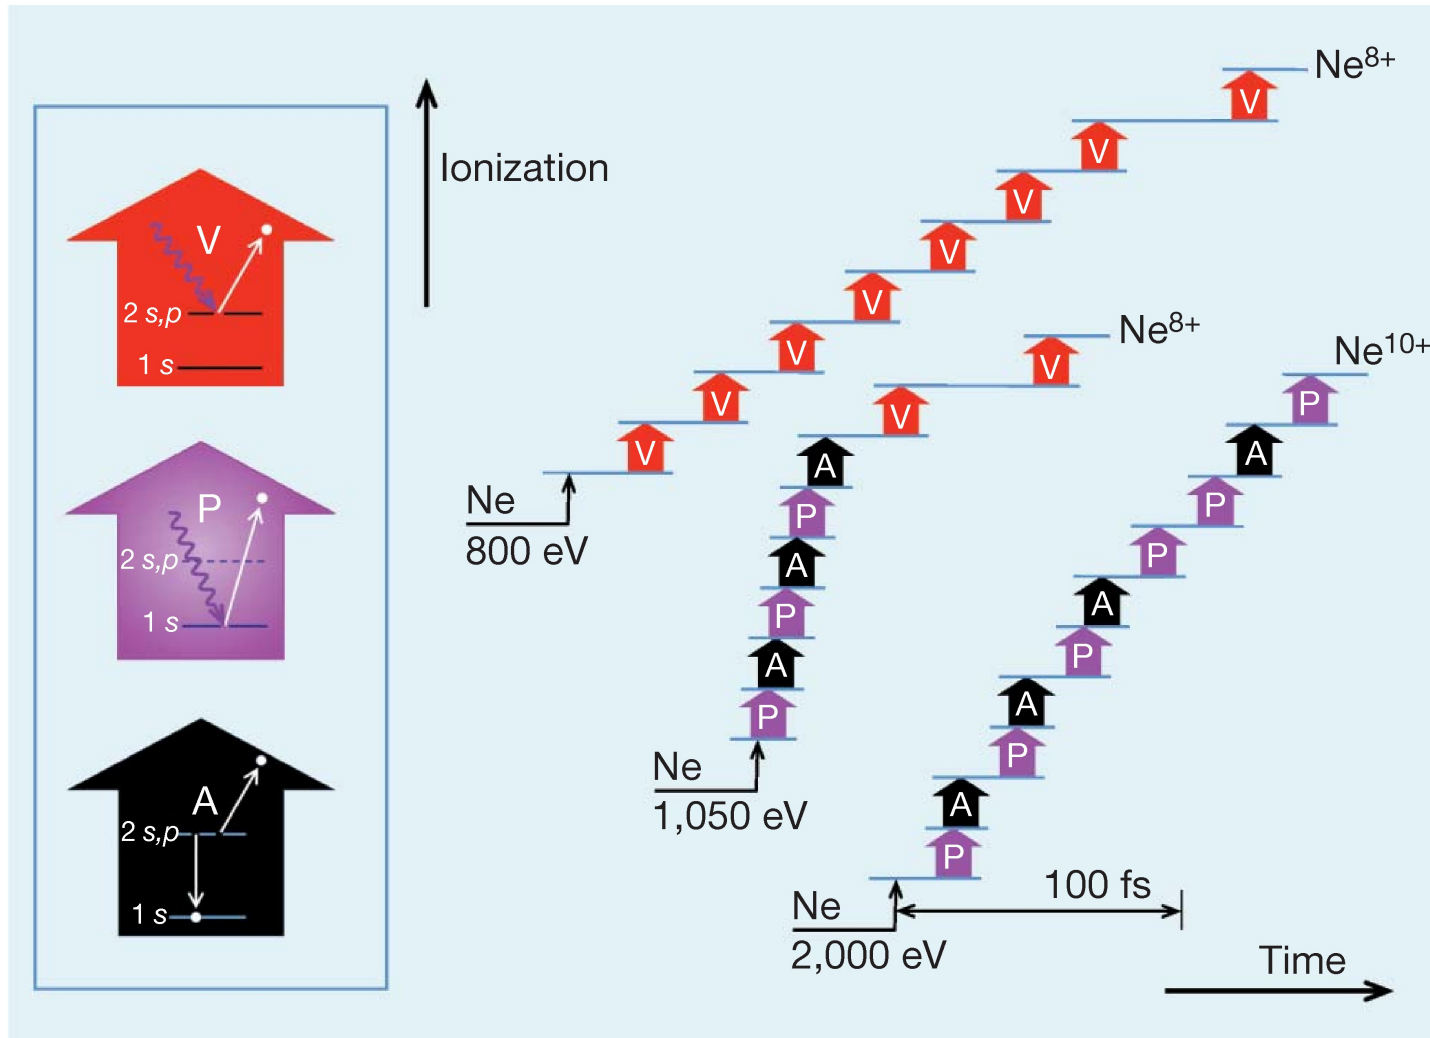 V
2 s,p
1 s
P
2 s,p
1 s
A
2 s,p
1 s
Ionization
Ne8+
V
V
V
V
V
V
V
V
Ne
800 eV
Ne8+
V
V
A
P
A
P
A
P
Ne
1,050 eV
Ne10+
P
A
P
P
A
P
A
P
A
P
Ne
2,000 eV
100 fs
Time